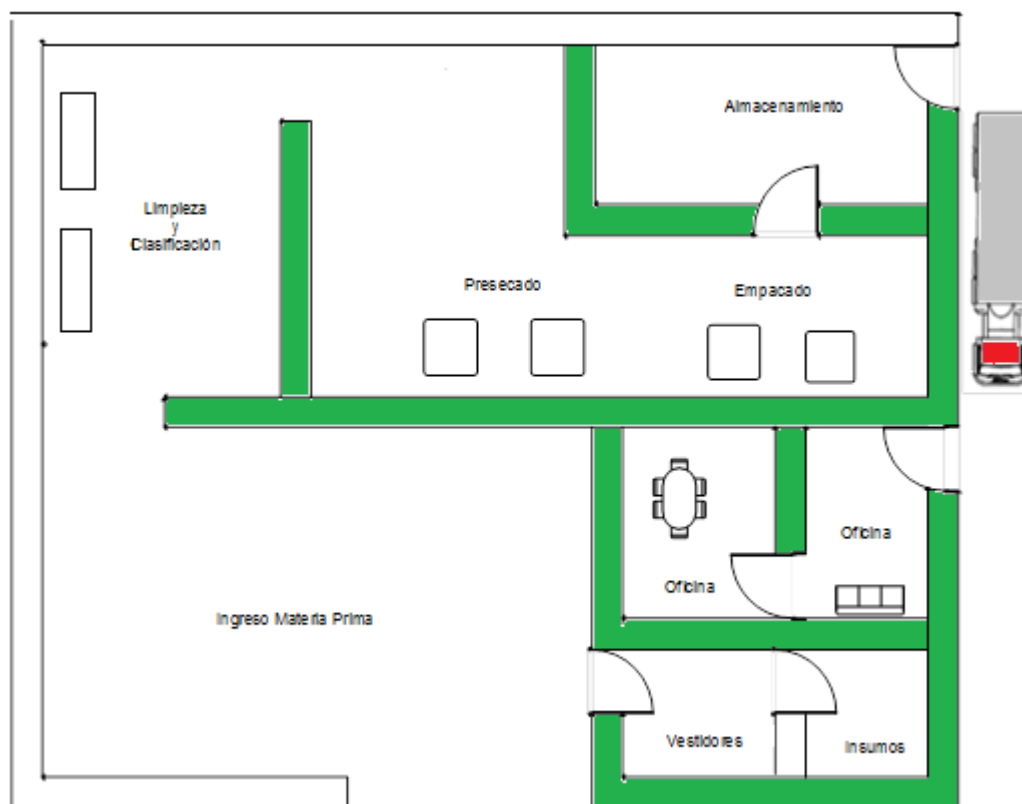 Almacenamiento
Limpieza
y
Clasificación
Presecado
Empacado
Oficina
Oficina
Ingreso Materia Prima
Vestidores
Insumos